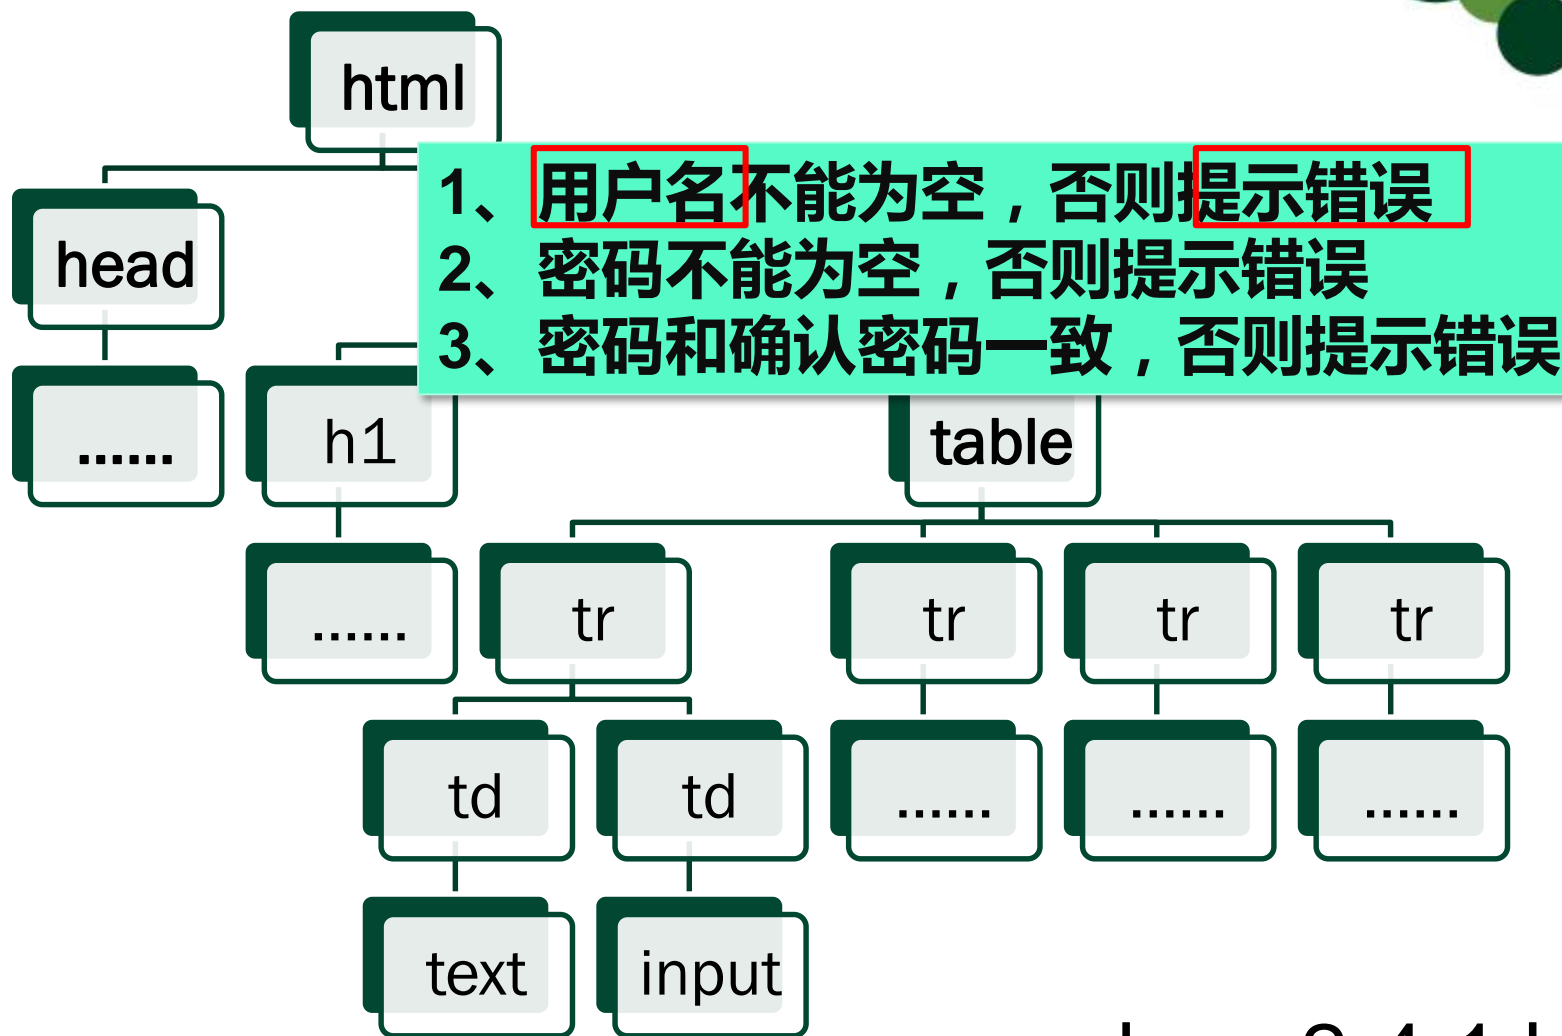 html
1、用户名不能为空，否则提示错误
head
2、密码不能为空，否则提示错误
3、密码和确认密码一致，否则提示错误
......
h1
table
......
tr
tr
tr
tr
td
td
......
......
......
text
input